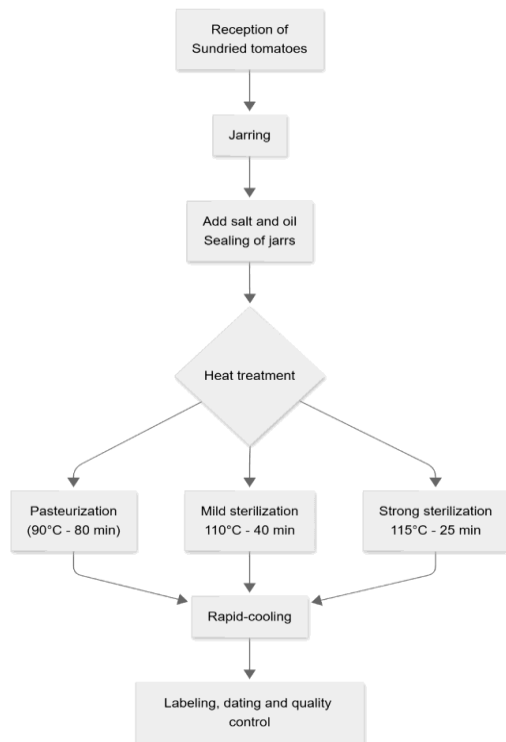 Reception of
Sundried tomatoes
Jarring
Add salt and oil
Sealing of jarrs
Heat treatment
Pasteurization
(90°C - 80 min)
Mild sterilization
110°C - 40 min
Strong sterilization
115°C - 25 min
Rapid-cooling
Labeling, dating and quality
control